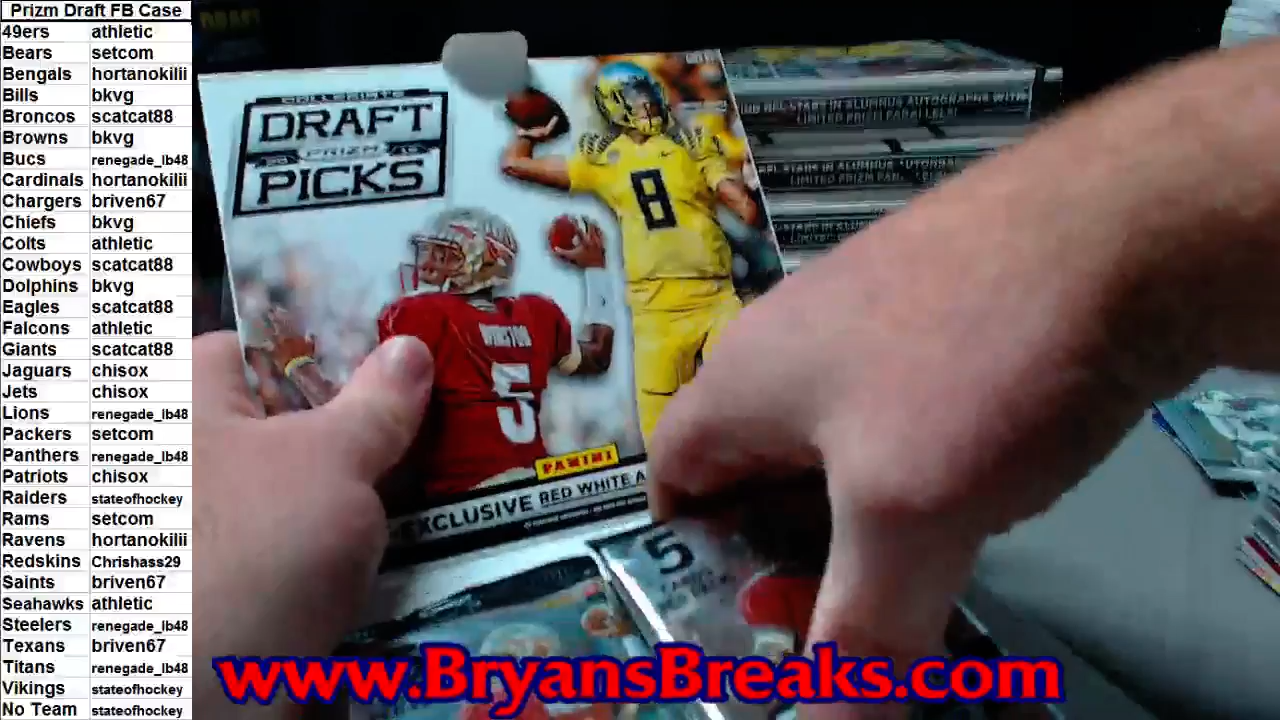 Prizm Draft FB Case
49ers athletic
Bears setcom
Bengals hortanokilii
Bills bkvg
Broncos scatcat88
Browns bkvg
Bucs renegade_lb48
Cardinals hortanokilii
Chargers briven67
Chiefs bkvg
Colts athletic
Cowboys scatcat88
Dolphins bkvg
Eagles scatcat88
Falcons athletic
Giants scatcat88
Jaguars chisox
Jets chisox
Lions renegade_lb48
Packers setcom
Panthers renegade_lb48
Patriots chisox
Raiders stateofhockey
Rams setcom
Ravens hortanokilii
Redskins Chrishass29
Saints briven67
Seahawks athletic
Steelers renegade_lb48
Texans briven67
Titans renegade_lb48
Vikings stateofhockey
No Team stateofhockey
COLLEGIATE
DRAFT
PRIZM
PICKS
8
WINSTON
5
PANINI
EXCLUSIVE RED WHITE A
5
www.BryansBreaks.com